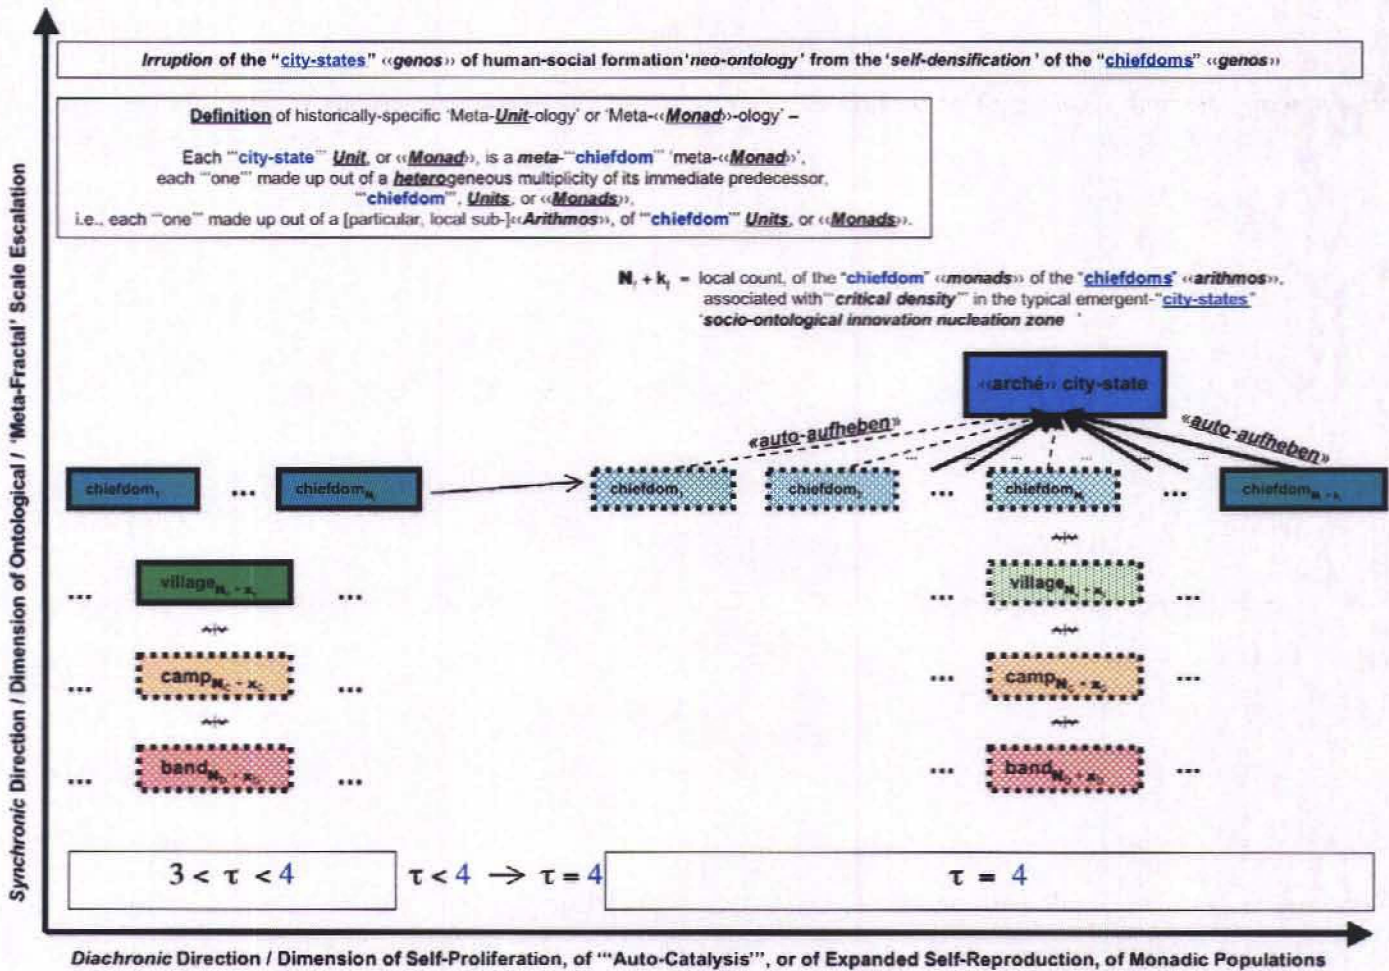 Irruption of the "city-states" «genos» of human-social formation 'neo-ontology' from the 'self-densification' of the "chiefdoms" «genos»
Definition of historically-specific 'Meta-Unit-ology' or 'Meta-«Monad»-ology' –
Each '"city-state"' Unit, or «Monad», is a meta-'"chiefdom"' 'meta-«Monad»',
each '"one"' made up out of a heterogeneous multiplicity of its immediate predecessor,
'"chiefdom"', Units, or «Monads»,
i.e., each '"one"' made up out of a [particular, local sub-]«Arithmos», of '"chiefdom"' Units, or «Monads».
N + k = local count, of the "chiefdom" «monads» of the "chiefdoms" «arithmos»,
associated with '"critical density"' in the typical emergent-"city-states"
'socio-ontological innovation nucleation zone '
«arché» city-state
«auto-aufheben»
«auto-aufheben»
chiefdom1 ... chiefdomN
chiefdom1 chiefdom2 ... chiefdomN ... chiefdom
... village ...
... village ...
... camp ...
... camp ...
... band ...
... band ...
3 < τ < 4
τ < 4 → τ = 4
τ = 4
Synchronic Direction / Dimension of Ontological / 'Meta-Fractal' Scale Escalation
Diachronic Direction / Dimension of Self-Proliferation, of '"Auto-Catalysis"', or of Expanded Self-Reproduction, of Monadic Populations